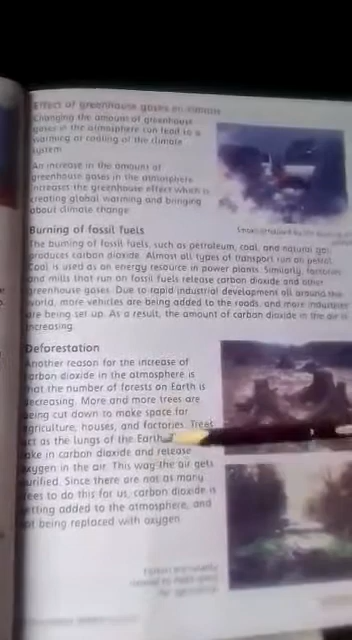 Effect of greenhouse gases on climate
Changing the amount of greenhouse
gases in the atmosphere can lead to a
warming or cooling of the climate
system
An increase in the amount of
greenhouse gases in the atmosphere
increases the greenhouse effect which is
creating global warming and bringing
about climate change
Burning of fossil fuels
The burning of fossil fuels, such as petroleum, coal, and natural gas
produces carbon dioxide. Almost all types of transport run on petrol.
Coal is used as an energy resource in power plants. Similarly, factories
and mills that run on fossil fuels release carbon dioxide and other
greenhouse gases. Due to rapid industrial development all around the
world, more vehicles are being added to the roads, and more industries
are being set up. As a result, the amount of carbon dioxide in the air is
increasing.
Deforestation
Another reason for the increase of
carbon dioxide in the atmosphere is
that the number of forests on Earth is
decreasing. More and more trees are
being cut down to make space for
agriculture, houses, and factories. Trees
act as the lungs of the Earth.
take in carbon dioxide and release
oxygen in the air. This way the air gets
purified. Since there are not as many
trees to do this for us, carbon dioxide is
getting added to the atmosphere, and
not being replaced with oxygen